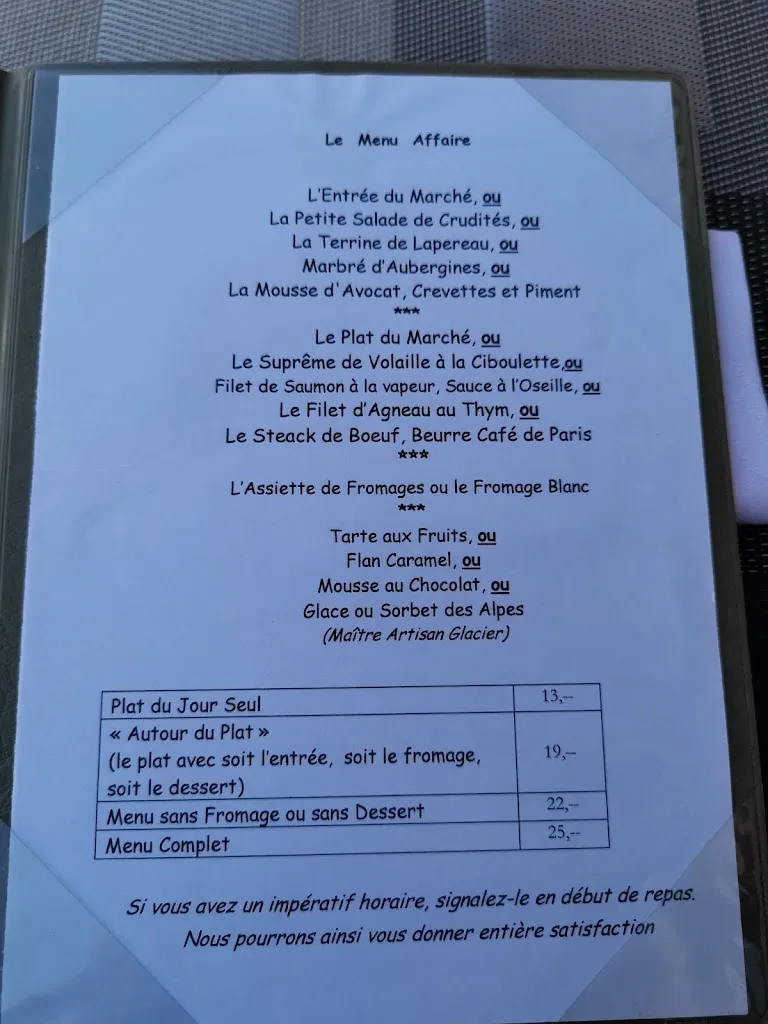 Le Menu Affaire
L'Entrée du Marché, ou
La Petite Salade de Crudités, ou
La Terrine de Lapereau, ou
Marbré d'Aubergines, ou
La Mousse d'Avocat, Crevettes et Piment
***
Le Plat du Marché, ou
Le Suprême de Volaille à la Ciboulette,ou
Filet de Saumon à la vapeur, Sauce à l'Oseille, ou
Le Filet d'Agneau au Thym, ou
Le Steack de Boeuf, Beurre Café de Paris
***
L'Assiette de Fromages ou le Fromage Blanc
***
Tarte aux Fruits, ou
Flan Caramel, ou
Mousse au Chocolat, ou
Glace ou Sorbet des Alpes
(Maître Artisan Glacier)
Plat du Jour Seul 13,--
« Autour du Plat »
(le plat avec soit l'entrée, soit le fromage, 19,--
soit le dessert)
Menu sans Fromage ou sans Dessert 22,--
Menu Complet 25,--
Si vous avez un impératif horaire, signalez-le en début de repas.
Nous pourrons ainsi vous donner entière satisfaction